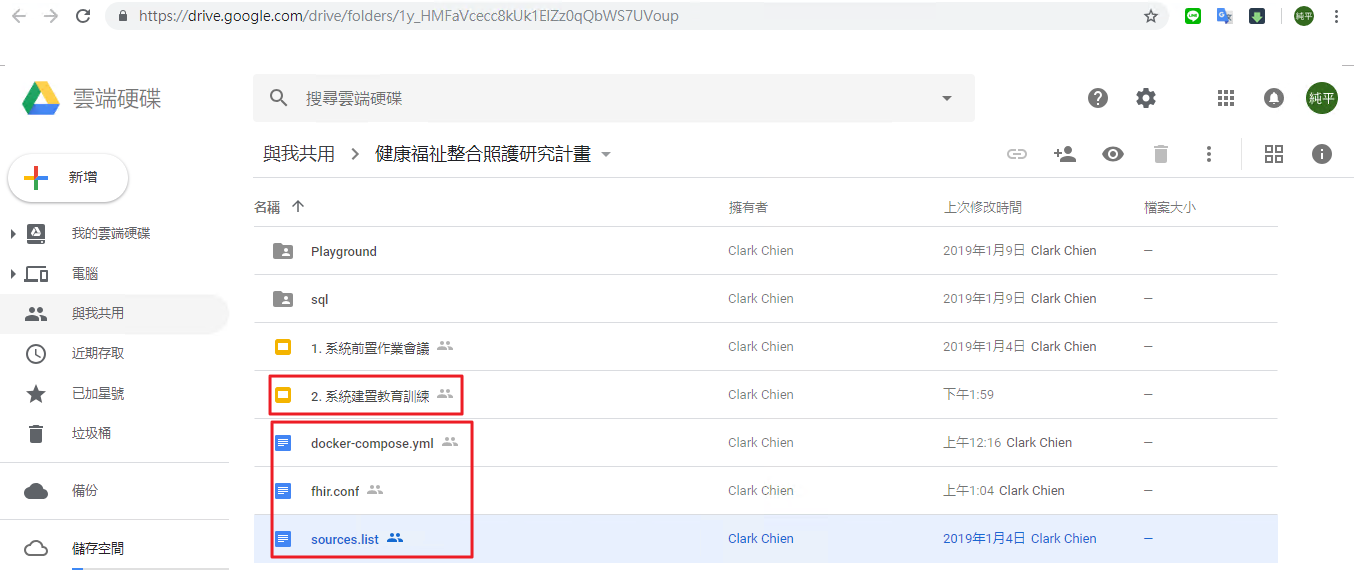 https://drive.google.com/drive/folders/1y_HMFaVcecc8kUk1ElZz0qQbWS7UVoup
純平
雲端硬碟
搜尋雲端硬碟
純平
與我共用 > 健康福祉整合照護研究計畫
新增
名稱 擁有者 上次修改時間 檔案大小
我的雲端硬碟
Playground Clark Chien 2019年1月9日 Clark Chien —
電腦
sql Clark Chien 2019年1月9日 Clark Chien —
與我共用
1. 系統前置作業會議 Clark Chien 2019年1月4日 Clark Chien —
近期存取
2. 系統建置教育訓練 Clark Chien 下午1:59 —
已加星號
垃圾桶
docker-compose.yml Clark Chien 上午12:16 Clark Chien —
備份
fhir.conf Clark Chien 上午1:04 Clark Chien —
sources.list Clark Chien 2019年1月4日 Clark Chien —
儲存空間